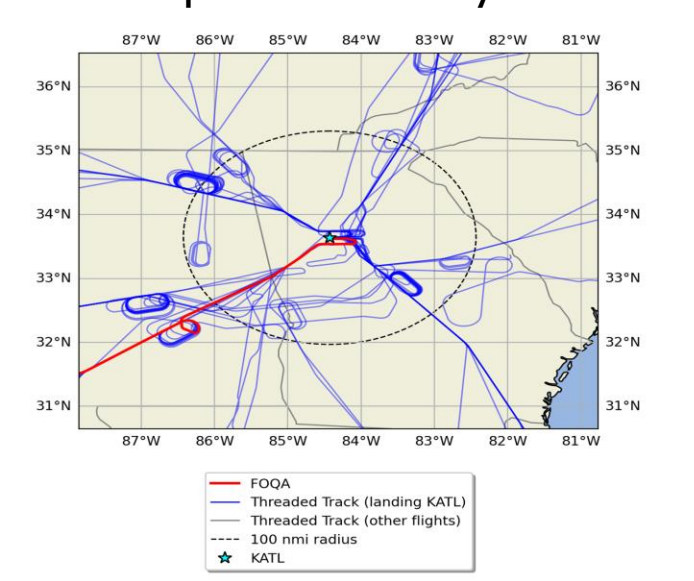 87°W 86°W 85°W 84°W 83°W 82°W 81°W
36°N 36°N
35°N 35°N
34°N 34°N
33°N 33°N
32°N 32°N
31°N 31°N
87°W 86°W 85°W 84°W 83°W 82°W 81°W
FOQA
Threaded Track (landing KATL)
Threaded Track (other flights)
100 nmi radius
KATL